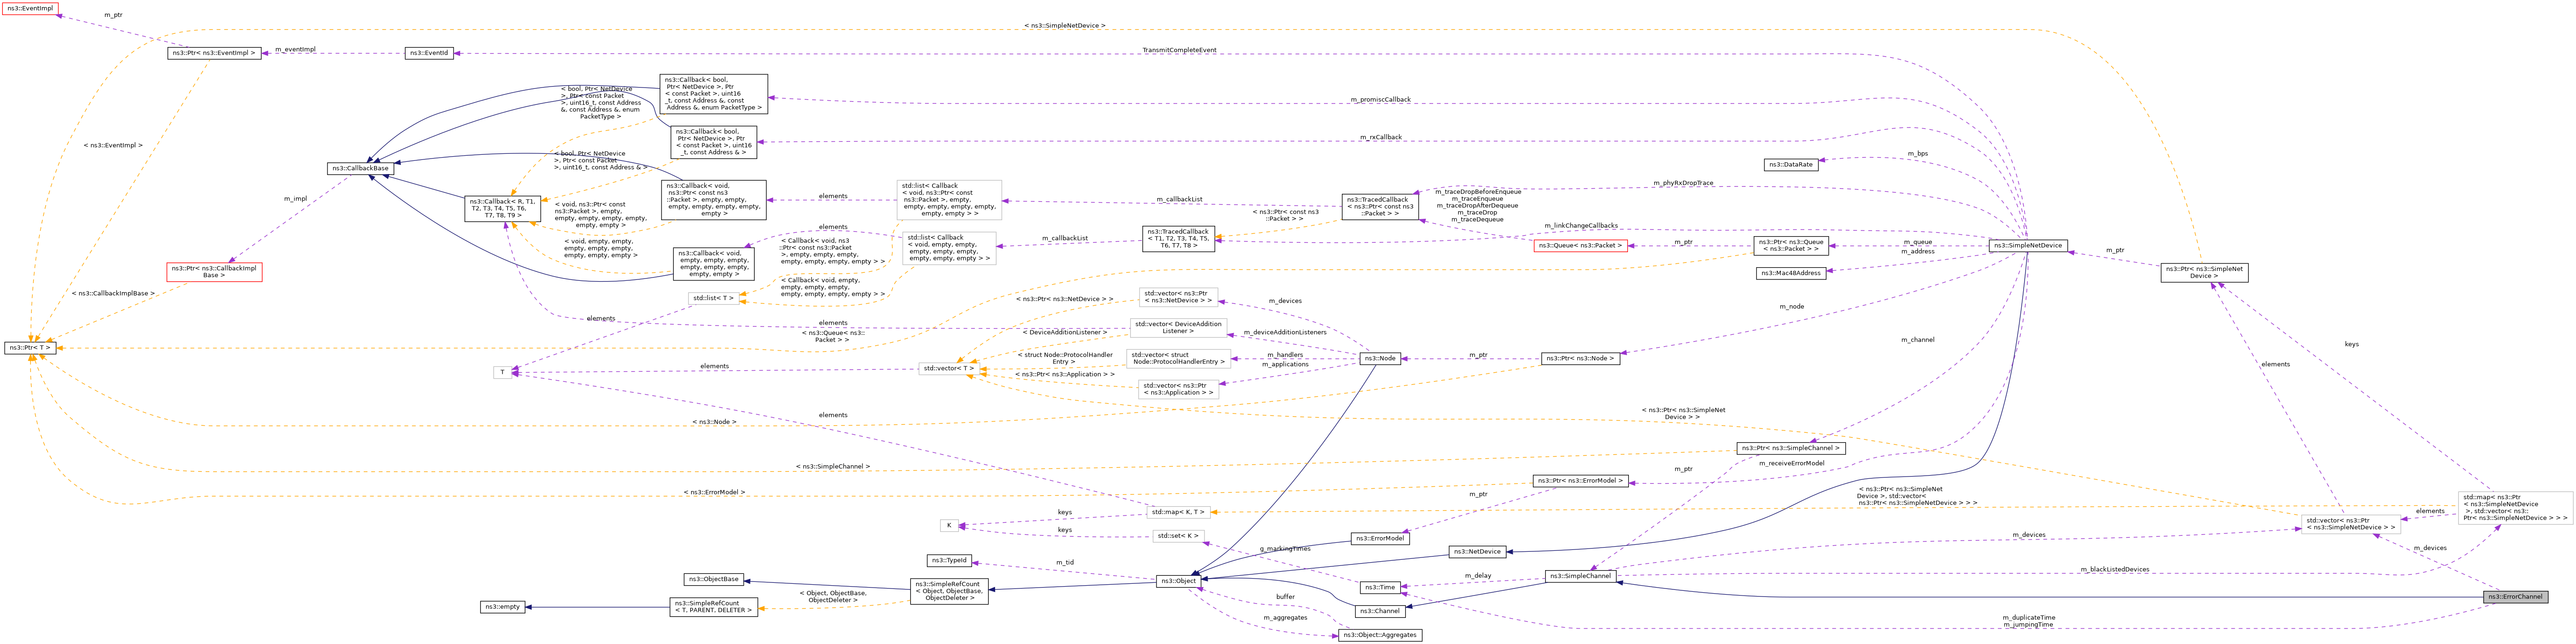 ns3::EventImpl
m_ptr
< ns3::SimpleNetDevice >
ns3::Ptr< ns3::EventImpl >
m_eventImpl
ns3::EventId
TransmitCompleteEvent
ns3::Callback< bool,
Ptr< NetDevice >, Ptr
< const Packet >, uint16
_t, const Address &, const
Address &, enum PacketType >
< bool, Ptr< NetDevice
>, Ptr< const Packet
>, uint16_t, const Address
&, const Address &, enum
PacketType >
m_promiscCallback
ns3::Callback< bool,
Ptr< NetDevice >, Ptr
< const Packet >, uint16
_t, const Address & >
m_rxCallback
< ns3::EventImpl >
< bool, Ptr< NetDevice
>, Ptr< const Packet
>, uint16_t, const Address & >
m_bps
ns3::DataRate
ns3::CallbackBase
ns3::Callback< void,
ns3::Ptr< const ns3
::Packet >, empty, empty,
empty, empty, empty, empty,
empty >
elements
std::list< Callback
< void, ns3::Ptr< const
ns3::Packet >, empty,
empty, empty, empty, empty,
empty, empty > >
m_callbackList
ns3::TracedCallback
< ns3::Ptr< const ns3
::Packet > >
m_phyRxDropTrace
m_traceDropBeforeEnqueue
m_traceEnqueue
m_traceDropAfterDequeue
m_traceDrop
m_traceDequeue
m_impl
ns3::Callback< R, T1,
T2, T3, T4, T5, T6,
T7, T8, T9 >
< void, ns3::Ptr< const
ns3::Packet >, empty,
empty, empty, empty, empty,
empty, empty >
< ns3::Ptr< const ns3
::Packet > >
m_linkChangeCallbacks
elements
std::list< Callback
< void, empty, empty,
empty, empty, empty,
empty, empty, empty > >
m_callbackList
ns3::TracedCallback
< T1, T2, T3, T4, T5,
T6, T7, T8 >
ns3::Queue< ns3::Packet >
m_ptr
ns3::Ptr< ns3::Queue
< ns3::Packet > >
m_queue
m_address
ns3::SimpleNetDevice
m_ptr
< void, empty, empty,
empty, empty, empty,
empty, empty, empty >
ns3::Callback< void,
empty, empty, empty,
empty, empty, empty,
empty, empty >
< Callback< void, ns3
::Ptr< const ns3::Packet
>, empty, empty, empty,
empty, empty, empty, empty > >
ns3::Ptr< ns3::CallbackImpl
Base >
ns3::Mac48Address
ns3::Ptr< ns3::SimpleNet
Device >
< ns3::CallbackImplBase >
std::list< T >
< Callback< void, empty,
empty, empty, empty,
empty, empty, empty, empty > >
< ns3::Ptr< ns3::NetDevice > >
std::vector< ns3::Ptr
< ns3::NetDevice > >
m_devices
m_node
elements
elements
< ns3::Queue< ns3::
Packet > >
< DeviceAdditionListener >
std::vector< DeviceAddition
Listener >
m_deviceAdditionListeners
ns3::Ptr< T >
m_channel
keys
< struct Node::ProtocolHandler
Entry >
std::vector< struct
Node::ProtocolHandlerEntry >
m_handlers
m_applications
ns3::Node
m_ptr
ns3::Ptr< ns3::Node >
T
elements
std::vector< T >
< ns3::Ptr< ns3::Application > >
std::vector< ns3::Ptr
< ns3::Application > >
elements
elements
< ns3::Node >
< ns3::Ptr< ns3::SimpleNet
Device > >
ns3::Ptr< ns3::SimpleChannel >
< ns3::SimpleChannel >
m_ptr
m_receiveErrorModel
ns3::Ptr< ns3::ErrorModel >
< ns3::ErrorModel >
m_ptr
< ns3::Ptr< ns3::SimpleNet
Device >, std::vector<
ns3::Ptr< ns3::SimpleNetDevice > > >
std::map< ns3::Ptr
< ns3::SimpleNetDevice
>, std::vector< ns3::
Ptr< ns3::SimpleNetDevice > > >
elements
std::vector< ns3::Ptr
< ns3::SimpleNetDevice > >
K
keys
keys
std::map< K, T >
std::set< K >
ns3::ErrorModel
m_devices
m_devices
g_markingTimes
ns3::NetDevice
ns3::TypeId
m_tid
m_blackListedDevices
ns3::ObjectBase
ns3::SimpleRefCount
< Object, ObjectBase,
ObjectDeleter >
ns3::Object
m_delay
ns3::Time
ns3::SimpleChannel
ns3::ErrorChannel
ns3::empty
ns3::SimpleRefCount
< T, PARENT, DELETER >
< Object, ObjectBase,
ObjectDeleter >
buffer
ns3::Channel
m_aggregates
m_duplicateTime
m_jumpingTime
ns3::Object::Aggregates